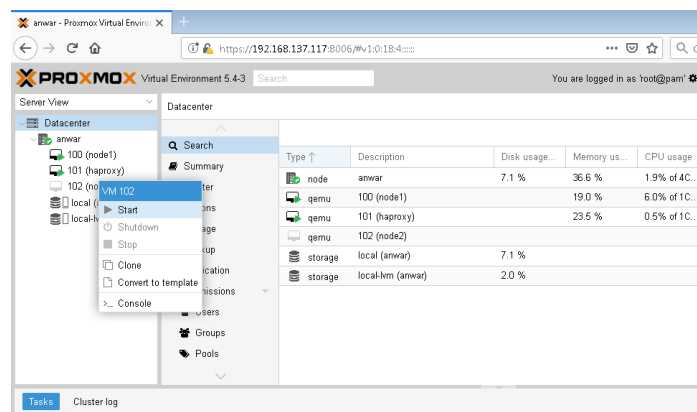 anwar - Proxmox Virtual Enviro
https://192.168.137.117:8006/#v1:0:18:4::::::
PROXMOX Virtual Environment 5.4-3 Search You are logged in as 'root@pam'
Server View
Datacenter
anwar
100 (node1)
101 (haproxy)
102 (no
local (
local-lv
VM 102
Start
Shutdown
Stop
Clone
Convert to template
Console
Datacenter
Search
Summary
ter
ons
age
kup
ication
issions
Users
Groups
Pools
Type Description Disk usage... Memory us... CPU usage
node anwar 7.1 % 36.6 % 1.9% of 4C...
qemu 100 (node1) 19.0 % 6.0% of 1C...
qemu 101 (haproxy) 23.5 % 0.5% of 1C...
qemu 102 (node2)
storage local (anwar) 7.1 %
storage local-lvm (anwar) 2.0 %
Tasks Cluster log